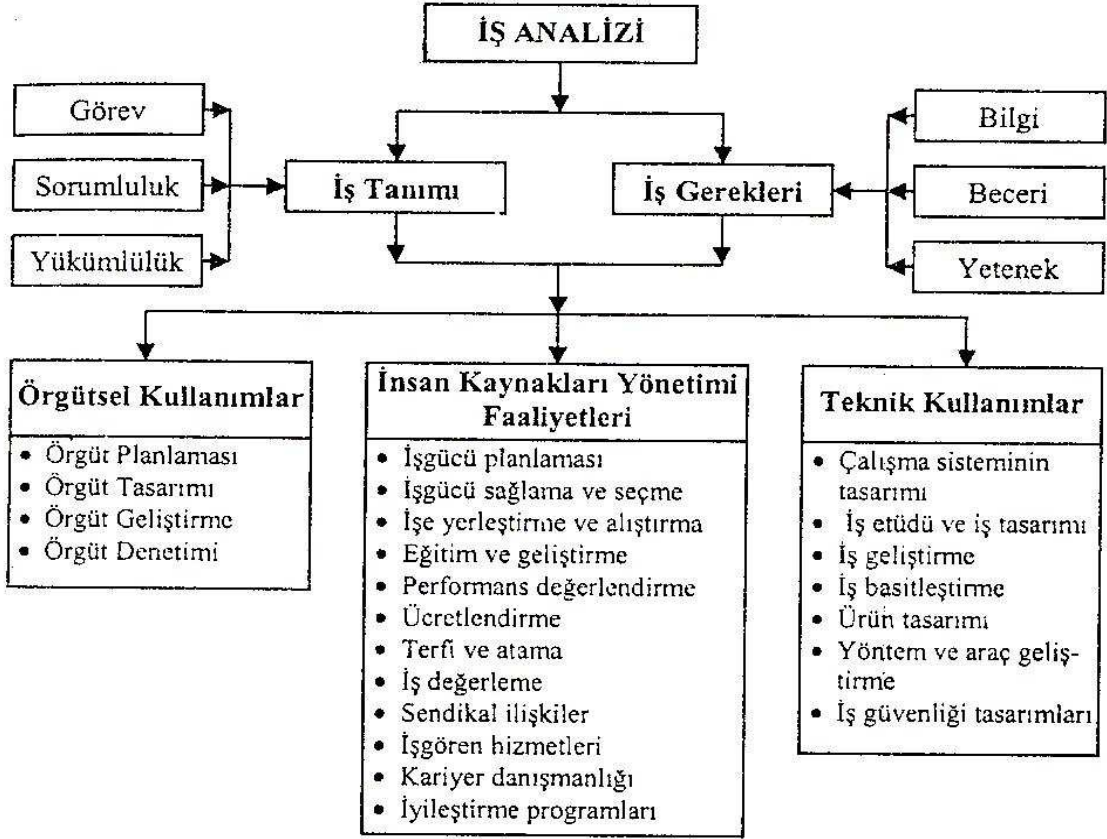 İŞ ANALİZİ
Görev
Sorumluluk
Yükümlülük
İş Tanımı
İş Gerekleri
Bilgi
Beceri
Yetenek
Örgütsel Kullanımlar
• Örgüt Planlaması
• Örgüt Tasarımı
• Örgüt Geliştirme
• Örgüt Denetimi
İnsan Kaynakları Yönetimi
Faaliyetleri
• İşgücü planlaması
• İşgücü sağlama ve seçme
• İşe yerleştirme ve alıştırma
• Eğitim ve geliştirme
• Performans değerlendirme
• Ücretlendirme
• Terfi ve atama
• İş değerleme
• Sendikal ilişkiler
• İşgören hizmetleri
• Kariyer danışmanlığı
• İyileştirme programları
Teknik Kullanımlar
• Çalışma sisteminin
tasarımı
• İş etüdü ve iş tasarımı
• İş geliştirme
• İş basitleştirme
• Ürün tasarımı
• Yöntem ve araç geliş-
tirme
• İş güvenliği tasarımları